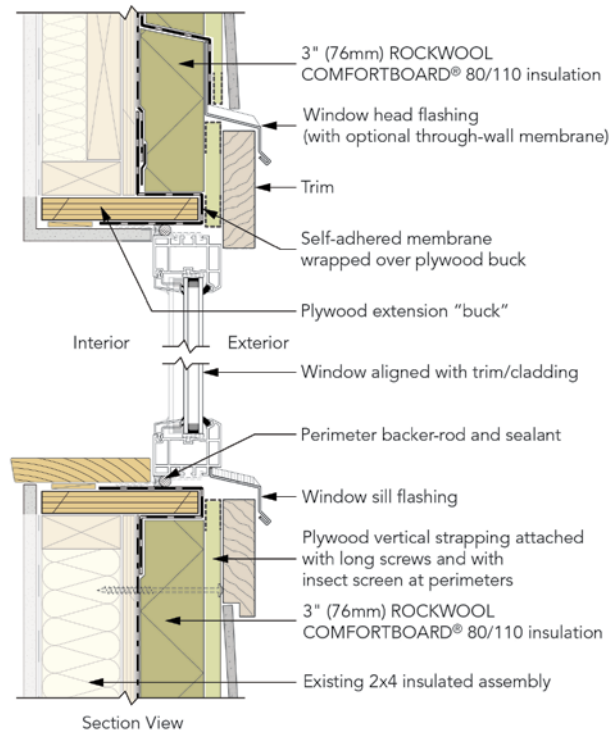 3" (76mm) ROCKWOOL
COMFORTBOARD® 80/110 insulation
Window head flashing
(with optional through-wall membrane)
Trim
Self-adhered membrane
wrapped over plywood buck
Plywood extension “buck”
Interior
Exterior
Window aligned with trim/cladding
Perimeter backer-rod and sealant
Window sill flashing
Plywood vertical strapping attached
with long screws and with
insect screen at perimeters
3" (76mm) ROCKWOOL
COMFORTBOARD® 80/110 insulation
Existing 2x4 insulated assembly
Section View